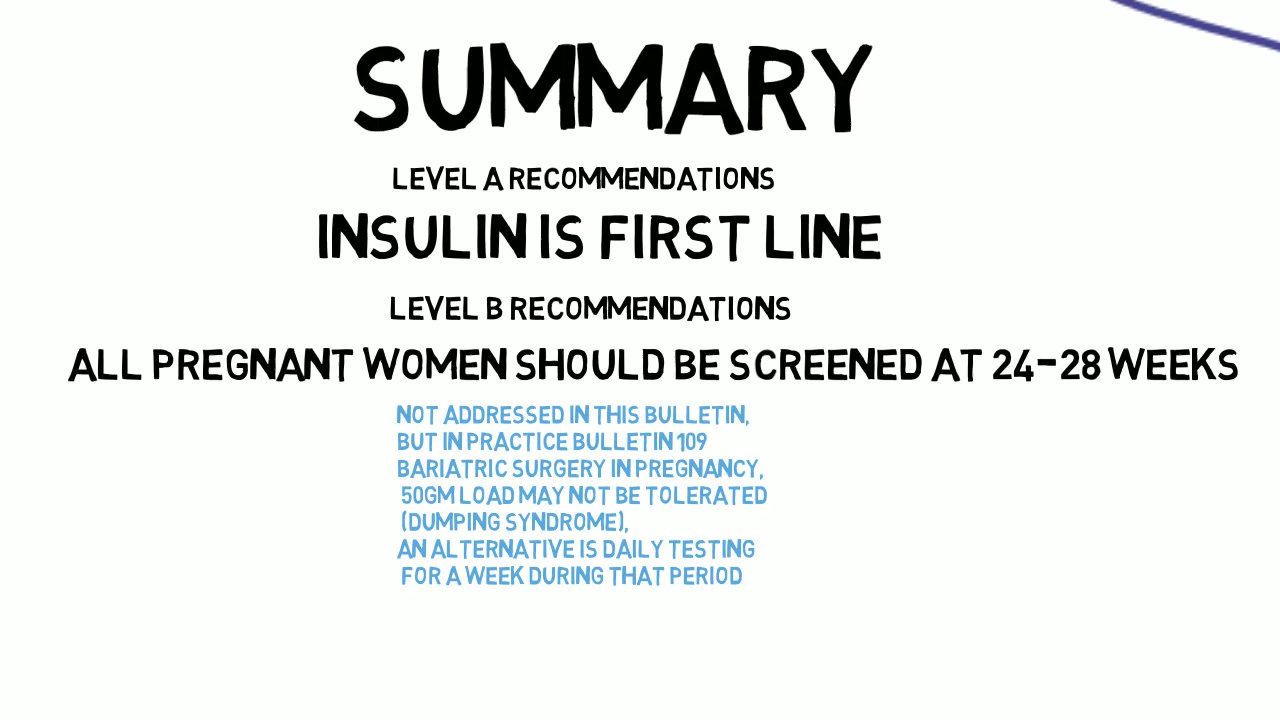 SUMMARY
LEVEL A RECOMMENDATIONS
INSULIN IS FIRST LINE
LEVEL B RECOMMENDATIONS
ALL PREGNANT WOMEN SHOULD BE SCREENED AT 24-28 WEEKS
NOT ADDRESSED IN THIS BULLETIN,
BUT IN PRACTICE BULLETIN 109
BARIATRIC SURGERY IN PREGNANCY,
50GM LOAD MAY NOT BE TOLERATED
(DUMPING SYNDROME),
AN ALTERNATIVE IS DAILY TESTING
FOR A WEEK DURING THAT PERIOD